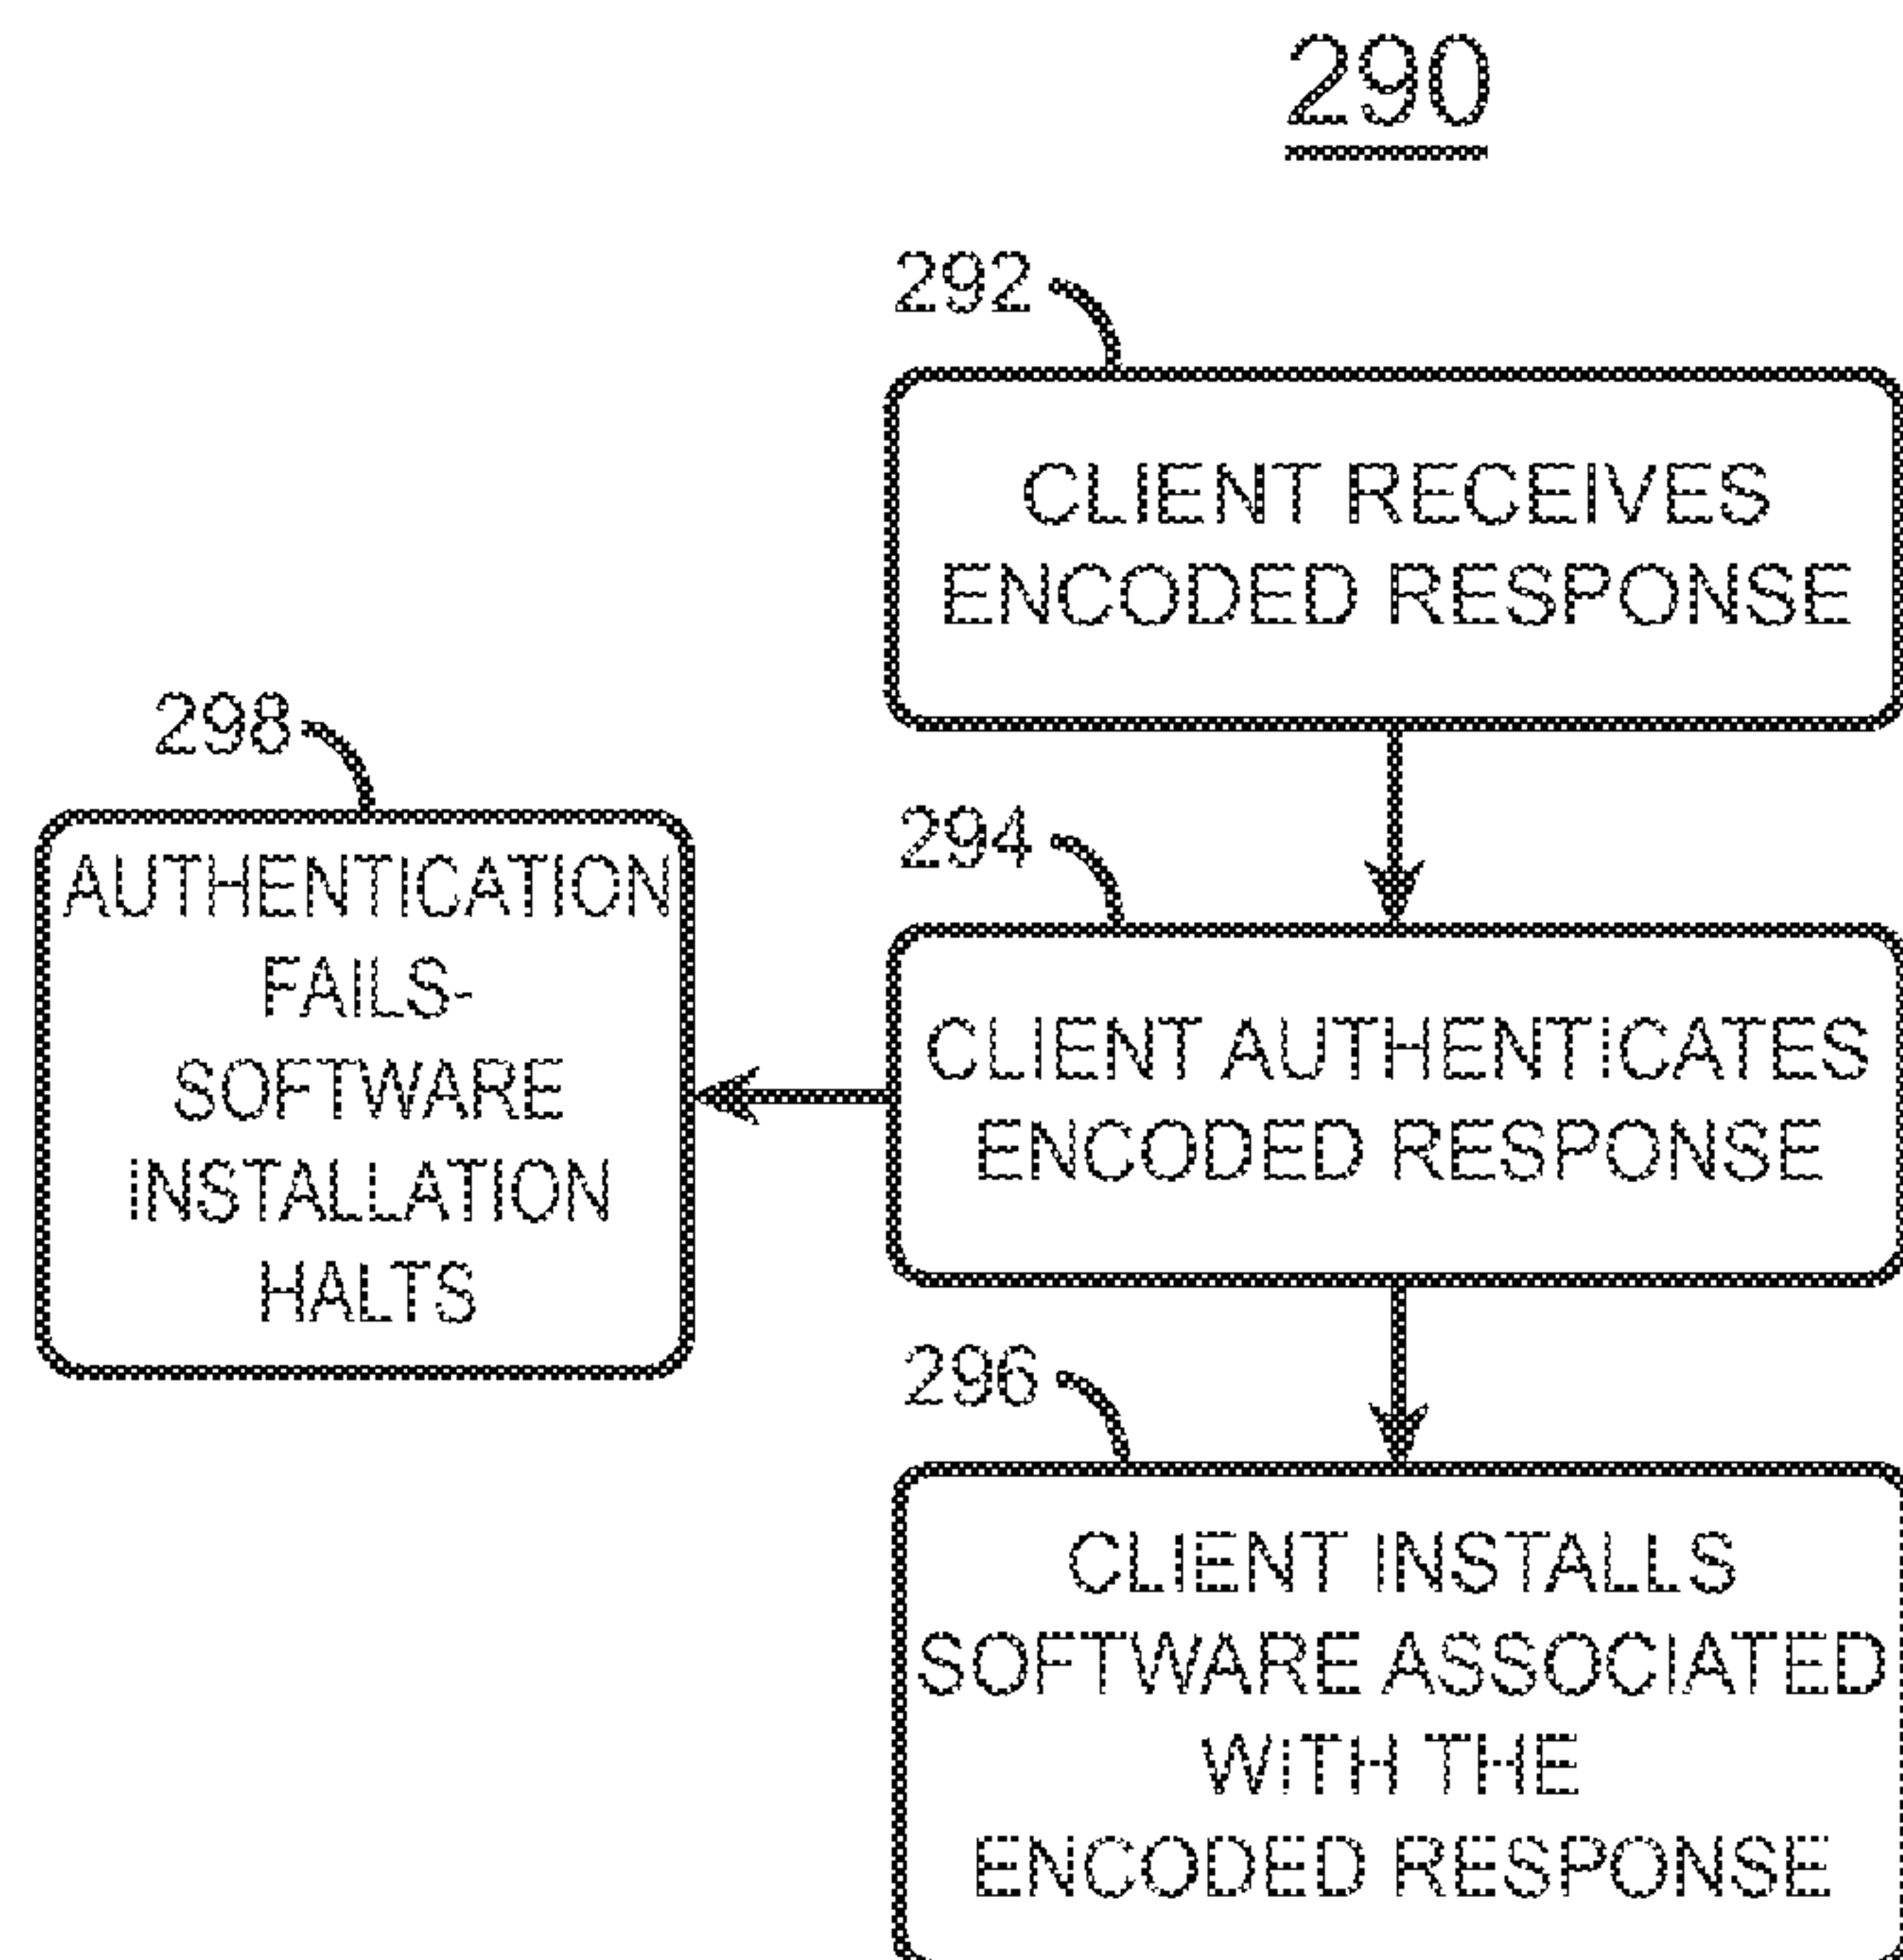 290
292
CLIENT RECEIVES
ENCODED RESPONSE
298
AUTHENTICATION
FAILS-
SOFTWARE
INSTALLATION
HALTS
294
CLIENT AUTHENTICATES
ENCODED RESPONSE
296
CLIENT INSTALLS
SOFTWARE ASSOCIATED
WITH THE
ENCODED RESPONSE